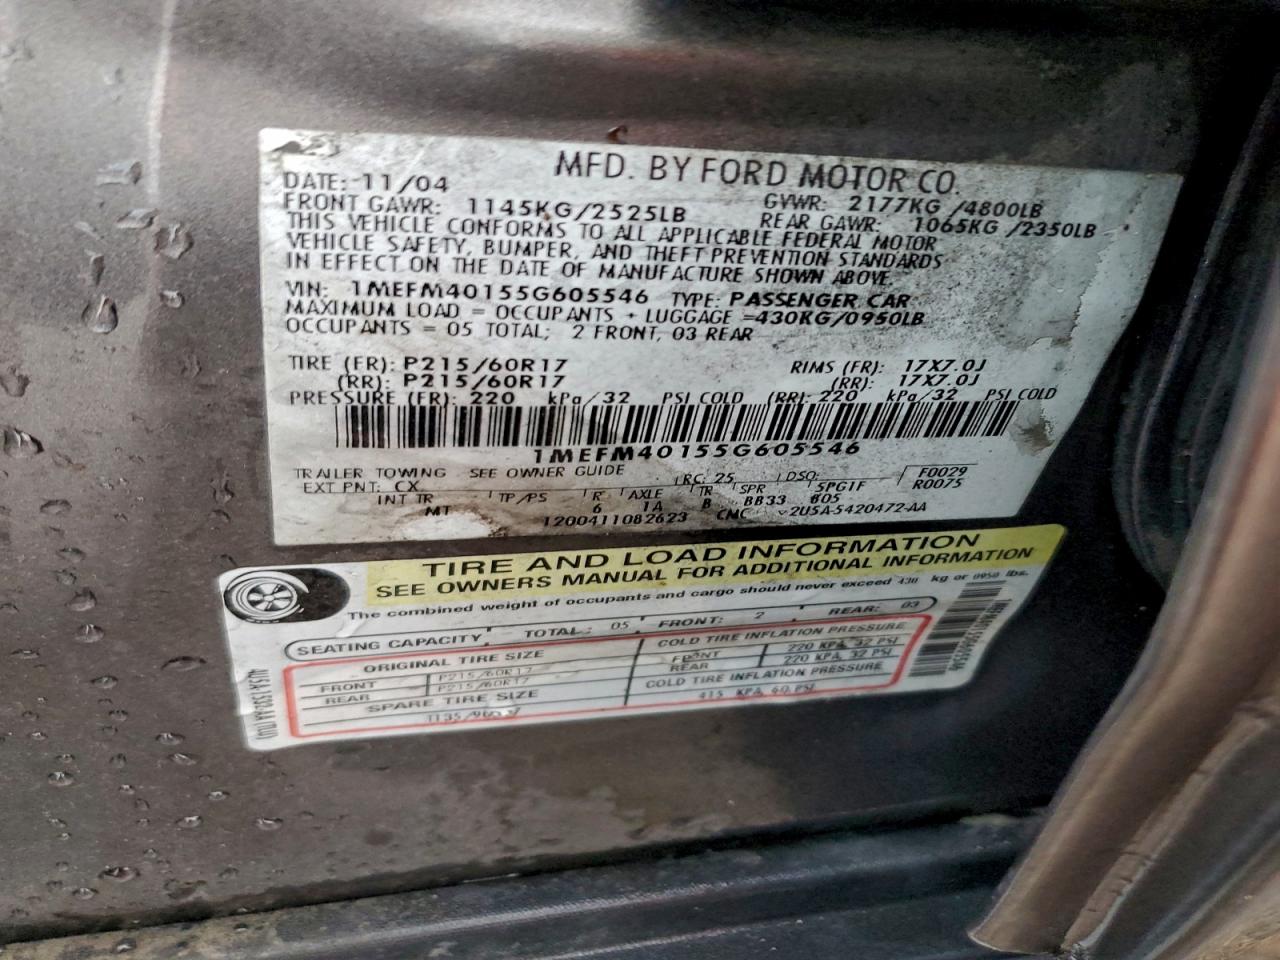 MFD. BY FORD MOTOR CO.
DATE: 11/04 GVWR: 2177KG /4800LB
FRONT GAWR: 1145KG/2525LB REAR GAWR: 1065KG /2350LB
THIS VEHICLE CONFORMS TO ALL APPLICABLE FEDERAL MOTOR
VEHICLE SAFETY, BUMPER, AND THEFT PREVENTION STANDARDS
IN EFFECT ON THE DATE OF MANUFACTURE SHOWN ABOVE.
VIN: 1MEFM40155G605546 TYPE: PASSENGER CAR
MAXIMUM LOAD = OCCUPANTS + LUGGAGE =430KG/0950LB
OCCUPANTS = 05 TOTAL; 2 FRONT, 03 REAR
TIRE (FR): P215/60R17 RIMS (FR): 17X7.0J
(RR): P215/60R17 (RR): 17X7.0J
PRESSURE (FR): 220 kPa/32 PSI COLD (RR): 220 kPa/32 PSI COLD
1MEFM40155G605546
TRAILER TOWING SEE OWNER GUIDE RC: 25 DSO: F0029
EXT PNT: CX R0075
INT TR TP/PS R AXLE TR SPR SPGIF
MT 6 1A B BB33 B05
1200411082623 CMC 2U5A-5420472-AA
TIRE AND LOAD INFORMATION
SEE OWNERS MANUAL FOR ADDITIONAL INFORMATION
The combined weight of occupants and cargo should never exceed 430 kg or 0950 lbs.
SEATING CAPACITY TOTAL: 05 FRONT: 2 REAR: 03
ORIGINAL TIRE SIZE COLD TIRE INFLATION PRESSURE
FRONT P215/60R17 FRONT 220 KPA, 32 PSI
REAR P215/60R17 REAR 220 KPA, 32 PSI
SPARE TIRE SIZE COLD TIRE INFLATION PRESSURE
415 KPA, 60 PSI